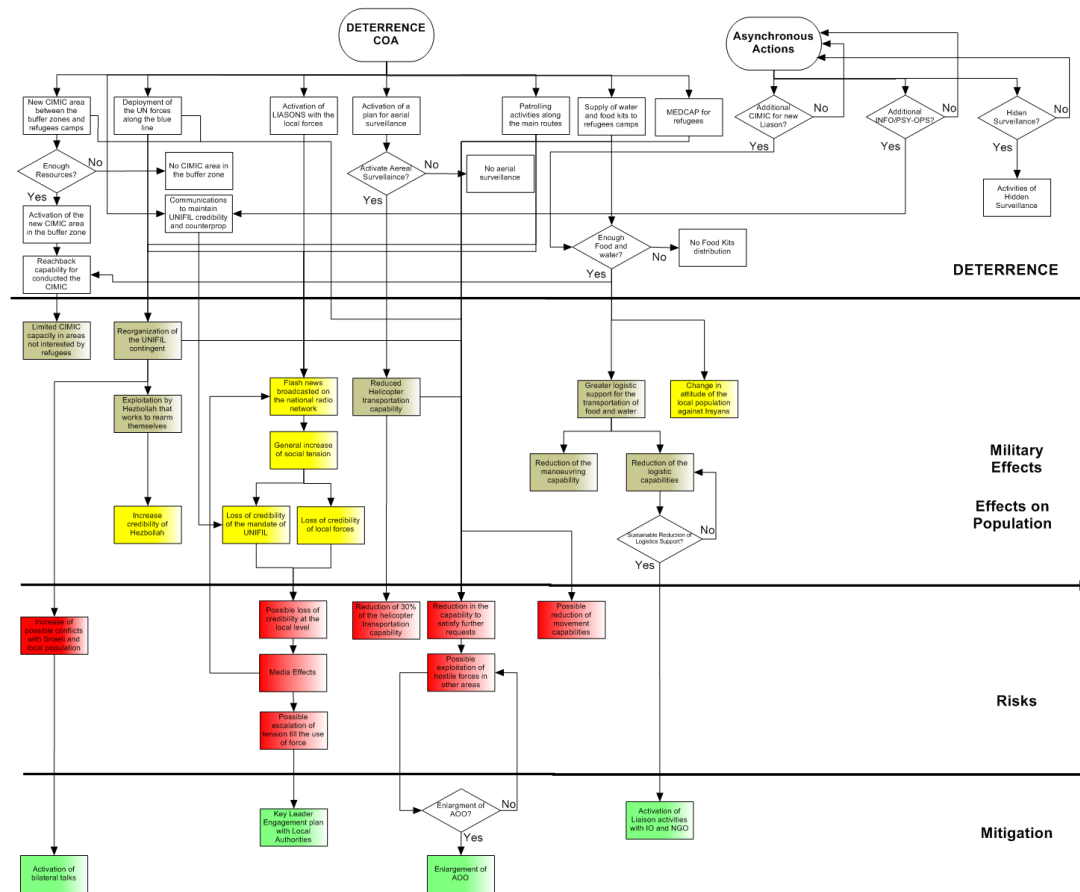 DETERRENCE
COA
Asynchronous
Actions
New CIMIC area
between the
buffer zones and
refugees camps
Deployment of
the UN forces
along the blue
line
Activation of
LIASONS with the
local forces
Activation of a
plan for aerial
surveillance
Patrolling
activities along
the main routes
Supply of water
and food kits to
refugees camps
MEDCAP for
refugees
Additional
CIMIC for new
Liason?
No
Yes
Additional
INFO/PSY-OPS?
No
Yes
Hiden
Surveillance?
No
Yes
Enough
Resources?
No
Yes
No CIMIC area in
the buffer zone
Activate Aereal
Survellaince?
No
Yes
No aerial
surveillance
Activities of
Hidden
Surveillance
Activation of the
new CIMIC area
in the buffer zone
Communications
to maintain
UNIFIL credibility
and counterprop
Enough
Food and
water?
No
Yes
No Food Kits
distribution
Reachback
capability for
conducted the
CIMIC
DETERRENCE
Limited CIMIC
capacity in areas
not interested by
refugees
Reorganization of
the UNIFIL
contingent
Exploitation by
Hezbollah that
works to rearm
themselves
Flash news
broadcasted on
the national radio
network
Reduced
Helicopter
transportation
capability
Greater logistic
support for the
transportation of
food and water
Change in
attitude of the
local population
against Irsyans
General increase
of social tension
Reduction of the
manoeuvring
capability
Reduction of the
logistic
capabilities
Military
Effects
Effects on
Population
Increase
credibility of
Hezbollah
Loss of credibility
of the mandate of
UNIFIL
Loss of credibility
of local forces
Sustainable Reduction of
Logistics Support?
No
Yes
Increase of
possible conflicts
with Bnaeli and
local population
Possible loss of
credibility at the
local level
Reduction of 30%
of the helicopter
transportation
capability
Reduction in the
capability to
satisfy further
requests
Possible
reduction of
movement
capabilities
Media Effects
Possible
exploitation of
hostile forces in
other areas
Possible
escalation of
tension till the use
of force
Risks
Key Leader
Engagement plan
with Local
Authorities
Enlargment of
AOO?
No
Yes
Activation of
Liaison activities
with IO and NGO
Mitigation
Activation of
bilateral talks
Enlargement of
AOO